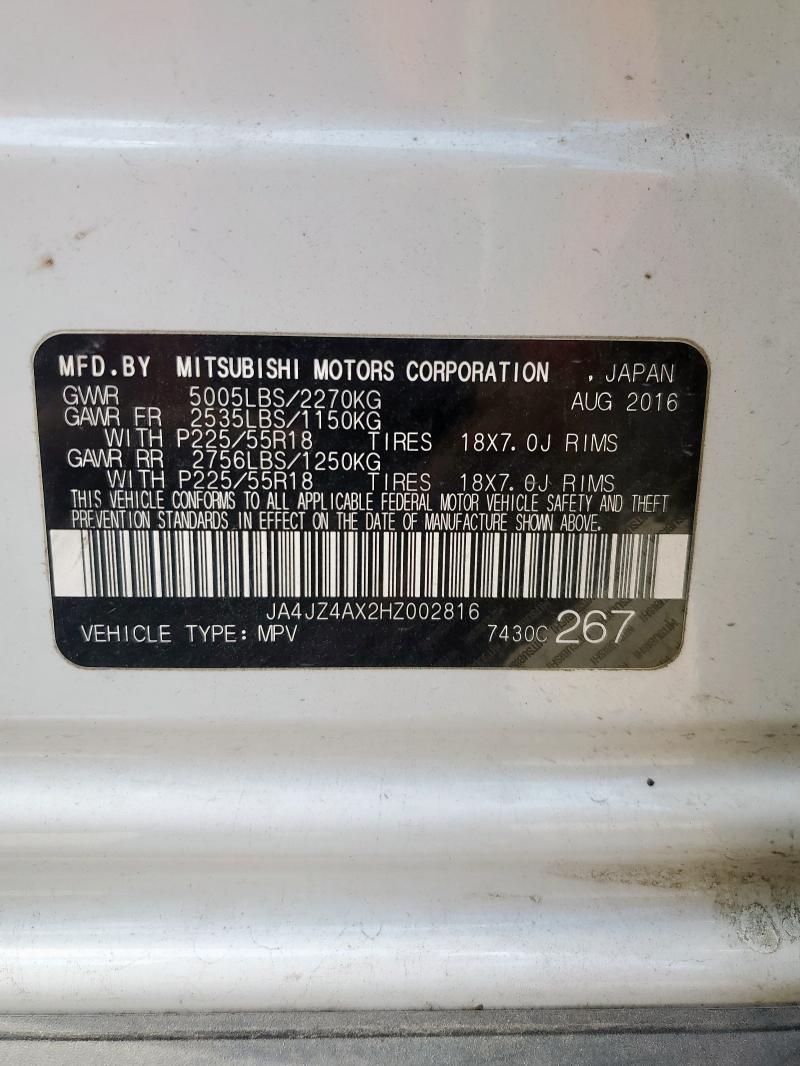 MFD.BY MITSUBISHI MOTORS CORPORATION , JAPAN
GVWR 5005LBS/2270KG AUG 2016
GAWR FR 2535LBS/1150KG
WITH P225/55R18 TIRES 18X7.0J RIMS
GAWR RR 2756LBS/1250KG
WITH P225/55R18 TIRES 18X7.0J RIMS
THIS VEHICLE CONFORMS TO ALL APPLICABLE FEDERAL MOTOR VEHICLE SAFETY AND THEFT
PREVENTION STANDARDS IN EFFECT ON THE DATE OF MANUFACTURE SHOWN ABOVE.
JA4JZ4AX2HZ002816
VEHICLE TYPE: MPV 7430C 267